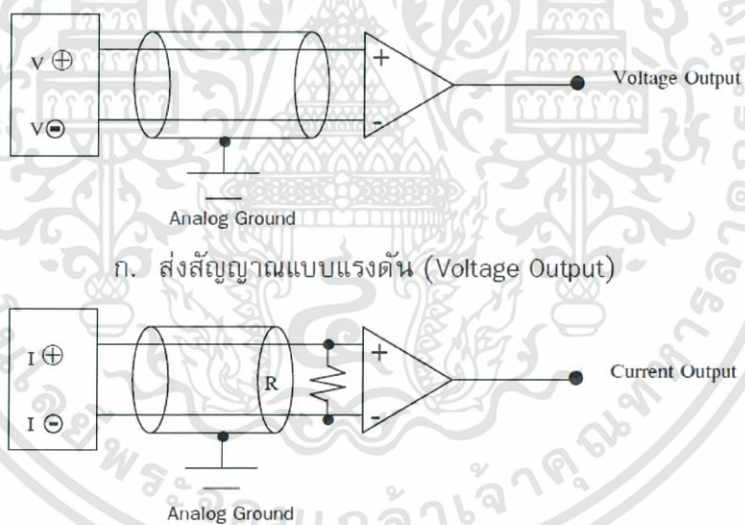 V ⊕
V ⊖
+
-
Voltage Output
Analog Ground
ก. ส่งสัญญาณแบบแรงดัน (Voltage Output)
I ⊕
I ⊖
R
+
-
Current Output
Analog Ground